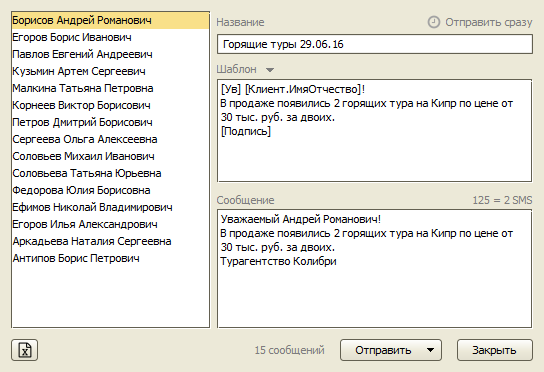 Борисов Андрей Романович
Егоров Борис Иванович
Павлов Евгений Андреевич
Кузьмин Артем Сергеевич
Малкина Татьяна Петровна
Корнеев Виктор Борисович
Петров Дмитрий Борисович
Сергеева Ольга Алексеевна
Соловьев Михаил Иванович
Соловьева Татьяна Юрьевна
Федорова Юлия Борисовна
Ефимов Николай Владимирович
Егоров Илья Александрович
Аркадьева Наталия Сергеевна
Антипов Борис Петрович
Название
Отправить сразу
Горящие туры 29.06.16
Шаблон
[Ув] [Клиент.ИмяОтчество]!
В продаже появились 2 горящих тура на Кипр по цене от
30 тыс. руб. за двоих.
[Подпись]
Сообщение
125 = 2 SMS
Уважаемый Андрей Романович!
В продаже появились 2 горящих тура на Кипр по цене от
30 тыс. руб. за двоих.
Турагентство Колибри
15 сообщений
Отправить
Закрыть